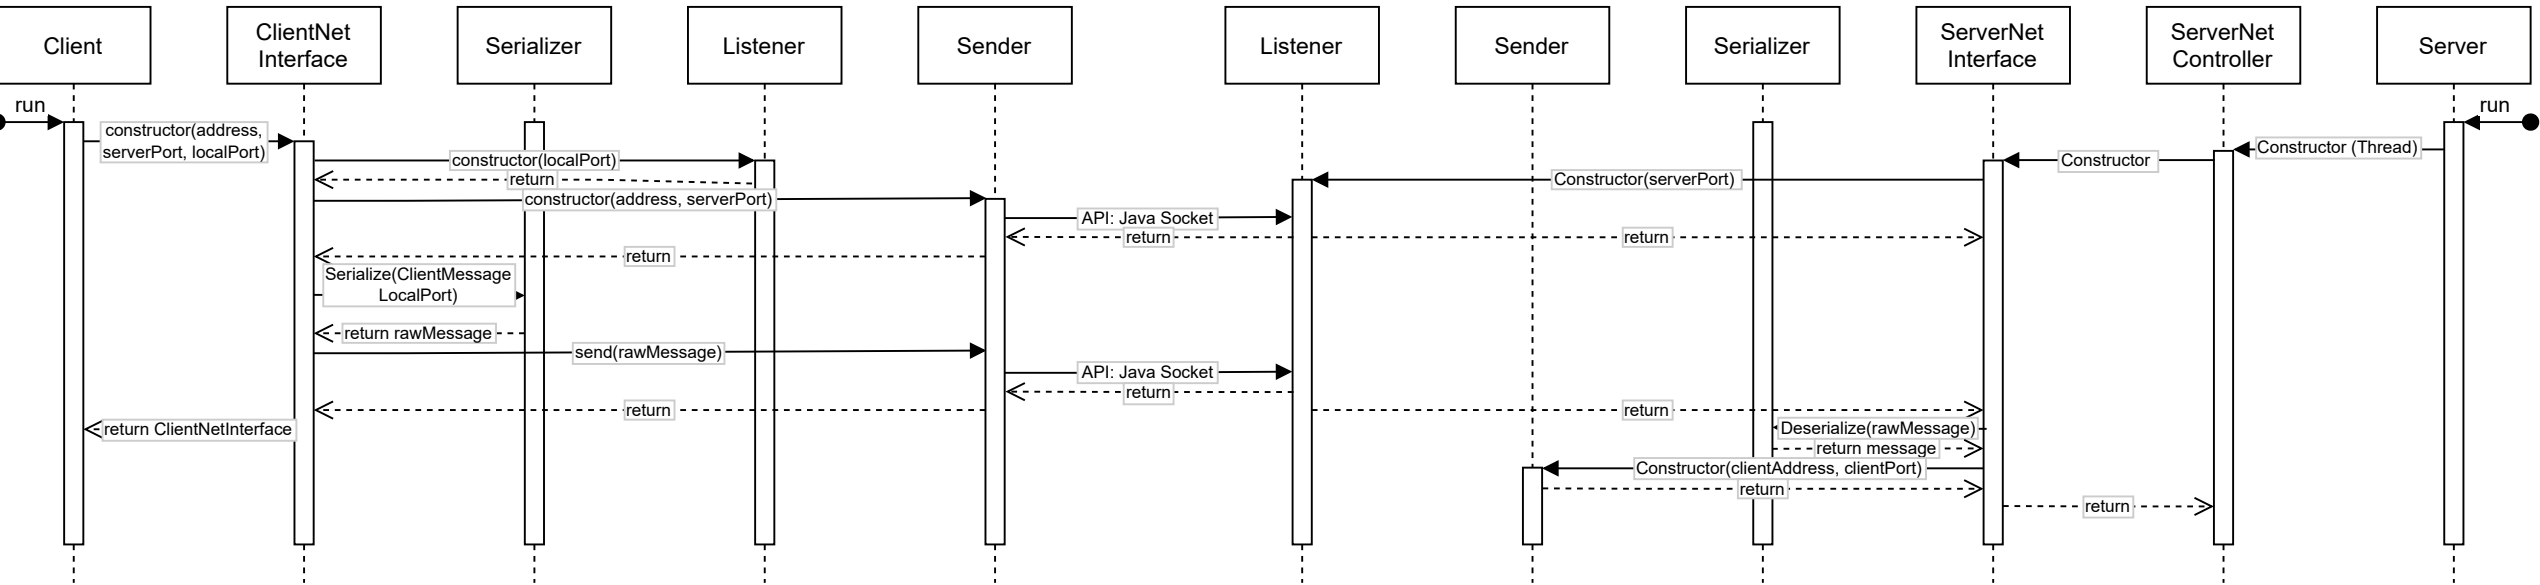 Client
ClientNet
Interface
Serializer
Listener
Sender
Listener
Sender
Serializer
ServerNet
Interface
ServerNet
Controller
Server
run
run
constructor(address,
serverPort, localPort)
Constructor (Thread)
constructor(localPort)
Constructor
return
Constructor(serverPort)
constructor(address, serverPort)
API: Java Socket
return
return
return
Serialize(ClientMessage
LocalPort)
return rawMessage
send(rawMessage)
API: Java Socket
return
return
return
return ClientNetInterface
Deserialize(rawMessage)
return message
Constructor(clientAddress, clientPort)
return
return